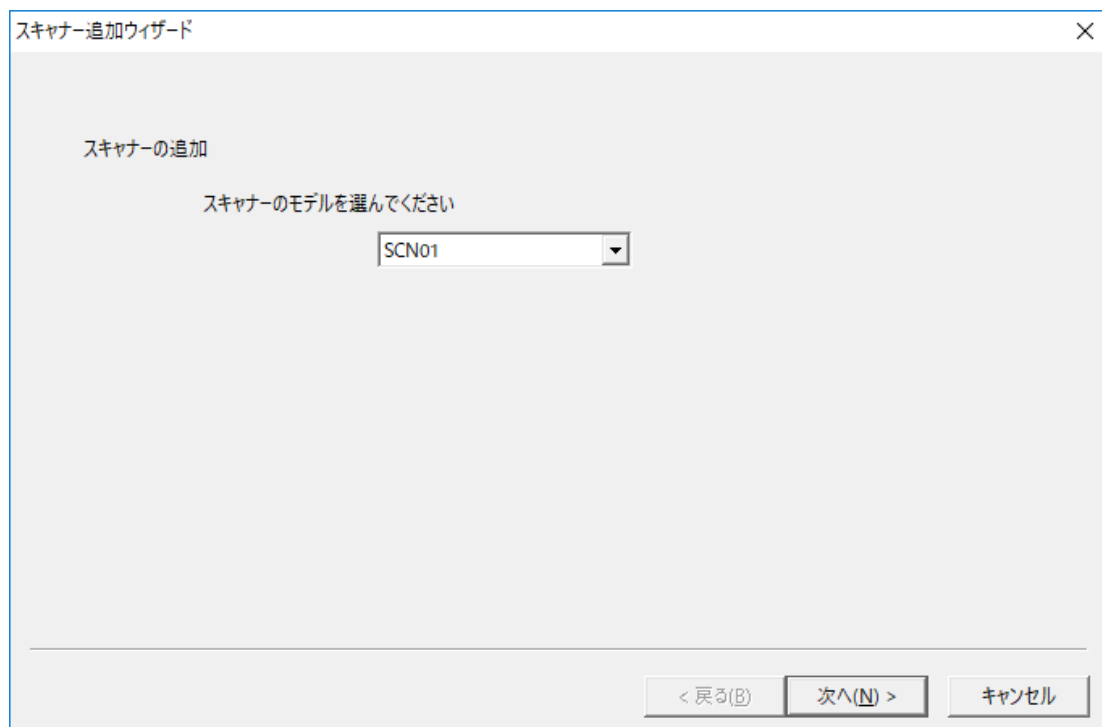 スキャナー追加ウィザード
スキャナーの追加
スキャナーのモデルを選んでください
SCN01
< 戻る(B) 次へ(N) > キャンセル